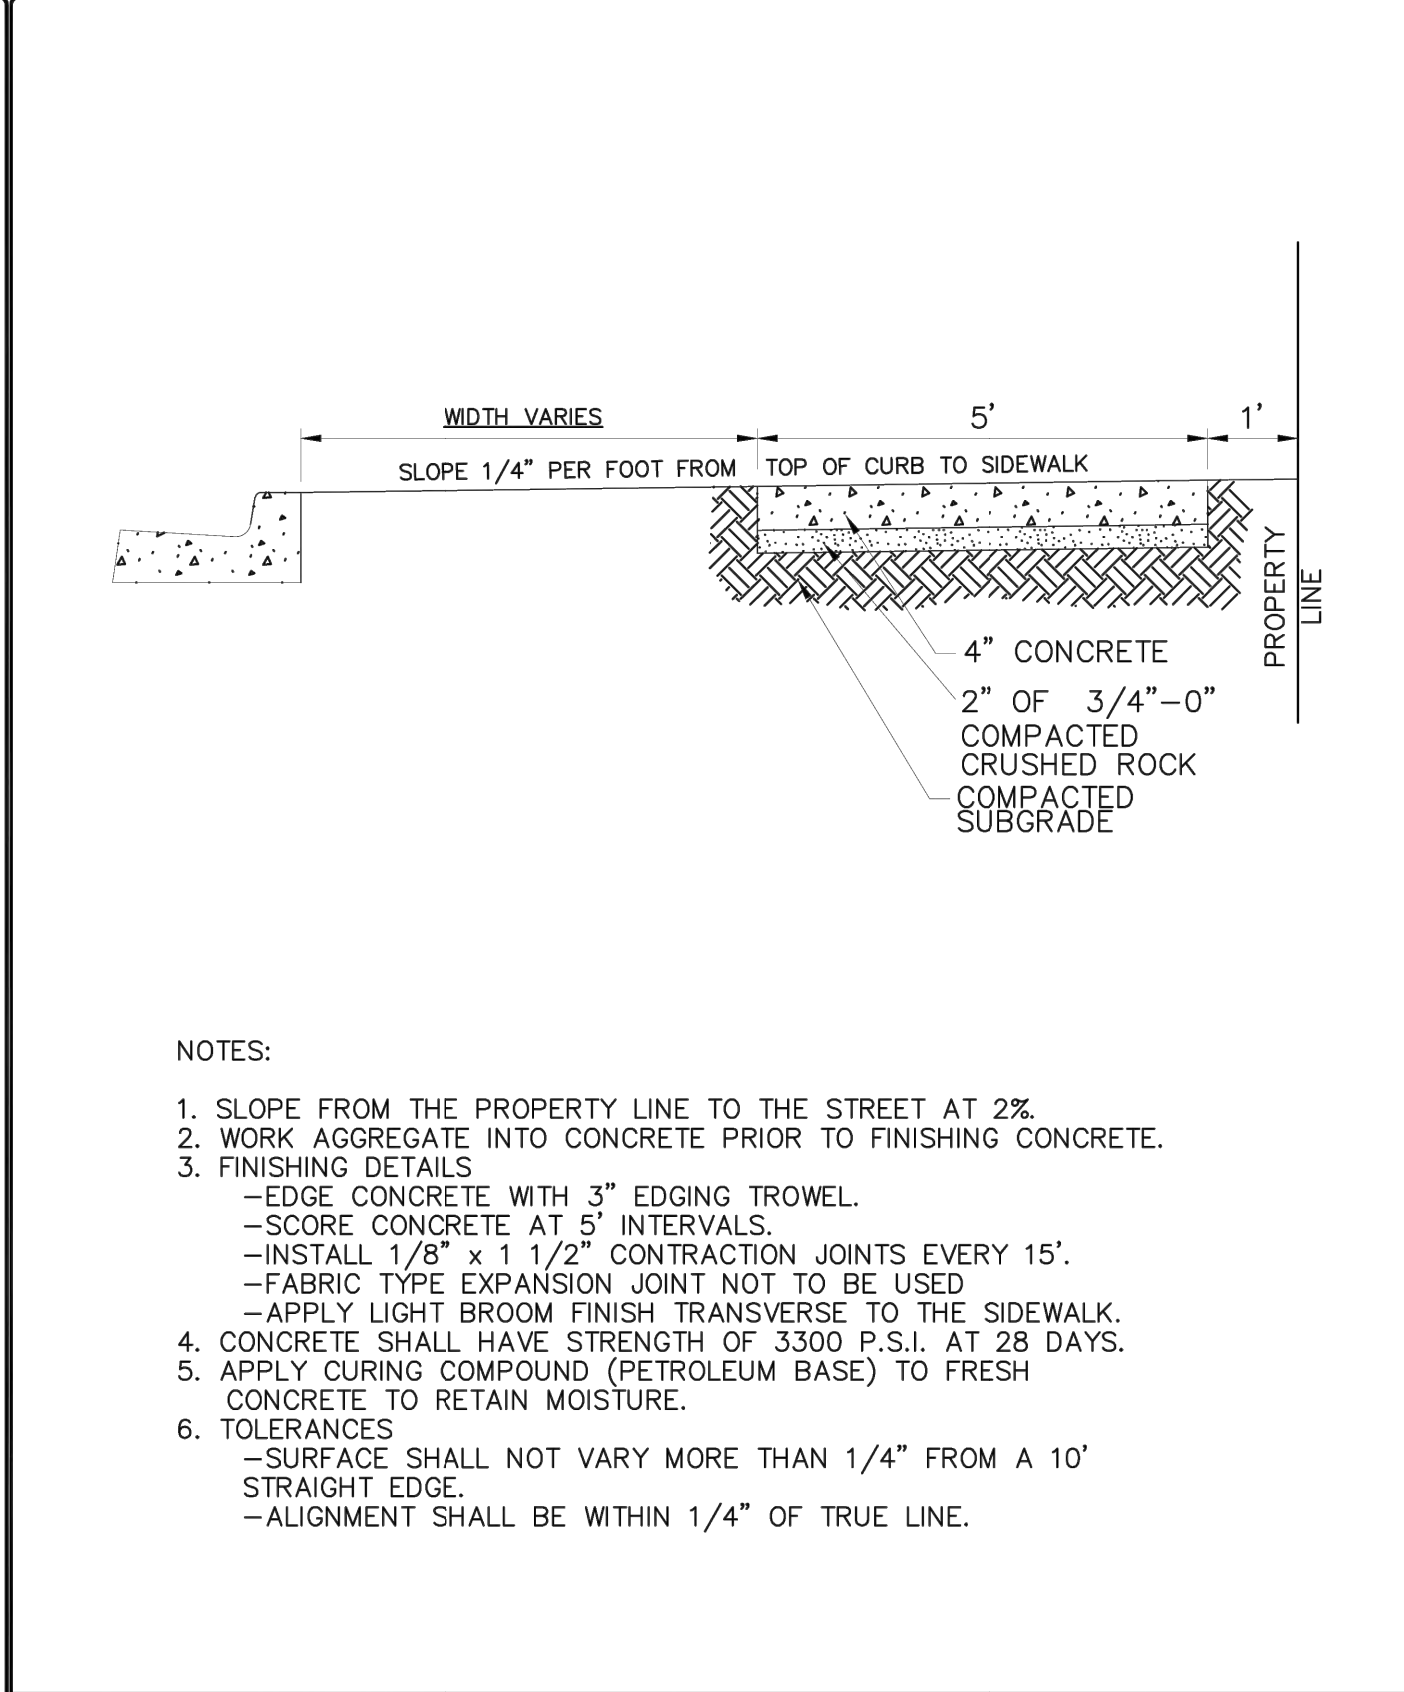 WIDTH VARIES
5’
1’
SLOPE 1/4” PER FOOT FROM TOP OF CURB TO SIDEWALK
PROPERTY
LINE
4” CONCRETE
2” OF 3/4”–0”
COMPACTED
CRUSHED ROCK
COMPACTED
SUBGRADE
NOTES:
1. SLOPE FROM THE PROPERTY LINE TO THE STREET AT 2%.
2. WORK AGGREGATE INTO CONCRETE PRIOR TO FINISHING CONCRETE.
3. FINISHING DETAILS
–EDGE CONCRETE WITH 3” EDGING TROWEL.
–SCORE CONCRETE AT 5’ INTERVALS.
–INSTALL 1/8” x 1 1/2” CONTRACTION JOINTS EVERY 15’.
–FABRIC TYPE EXPANSION JOINT NOT TO BE USED
–APPLY LIGHT BROOM FINISH TRANSVERSE TO THE SIDEWALK.
4. CONCRETE SHALL HAVE STRENGTH OF 3300 P.S.I. AT 28 DAYS.
5. APPLY CURING COMPOUND (PETROLEUM BASE) TO FRESH
CONCRETE TO RETAIN MOISTURE.
6. TOLERANCES
–SURFACE SHALL NOT VARY MORE THAN 1/4” FROM A 10’
STRAIGHT EDGE.
–ALIGNMENT SHALL BE WITHIN 1/4” OF TRUE LINE.